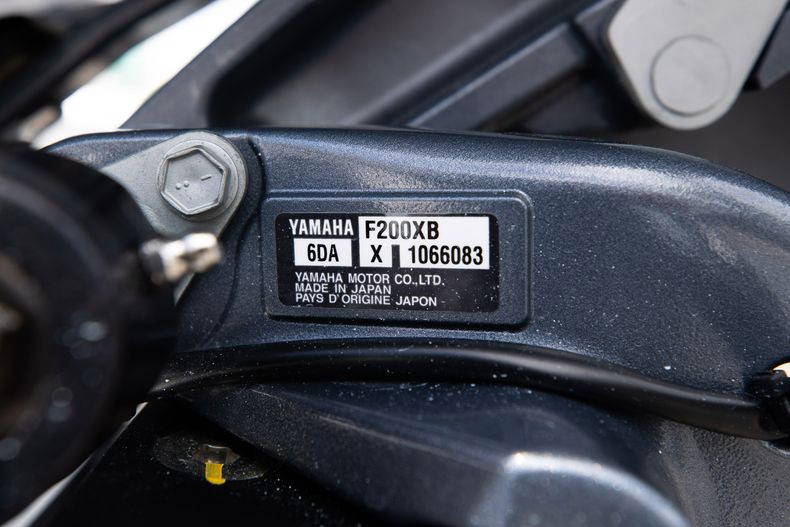 YAMAHA F200XB
6DA X 1066083
YAMAHA MOTOR CO.,LTD.
MADE IN JAPAN
PAYS D'ORIGINE JAPON